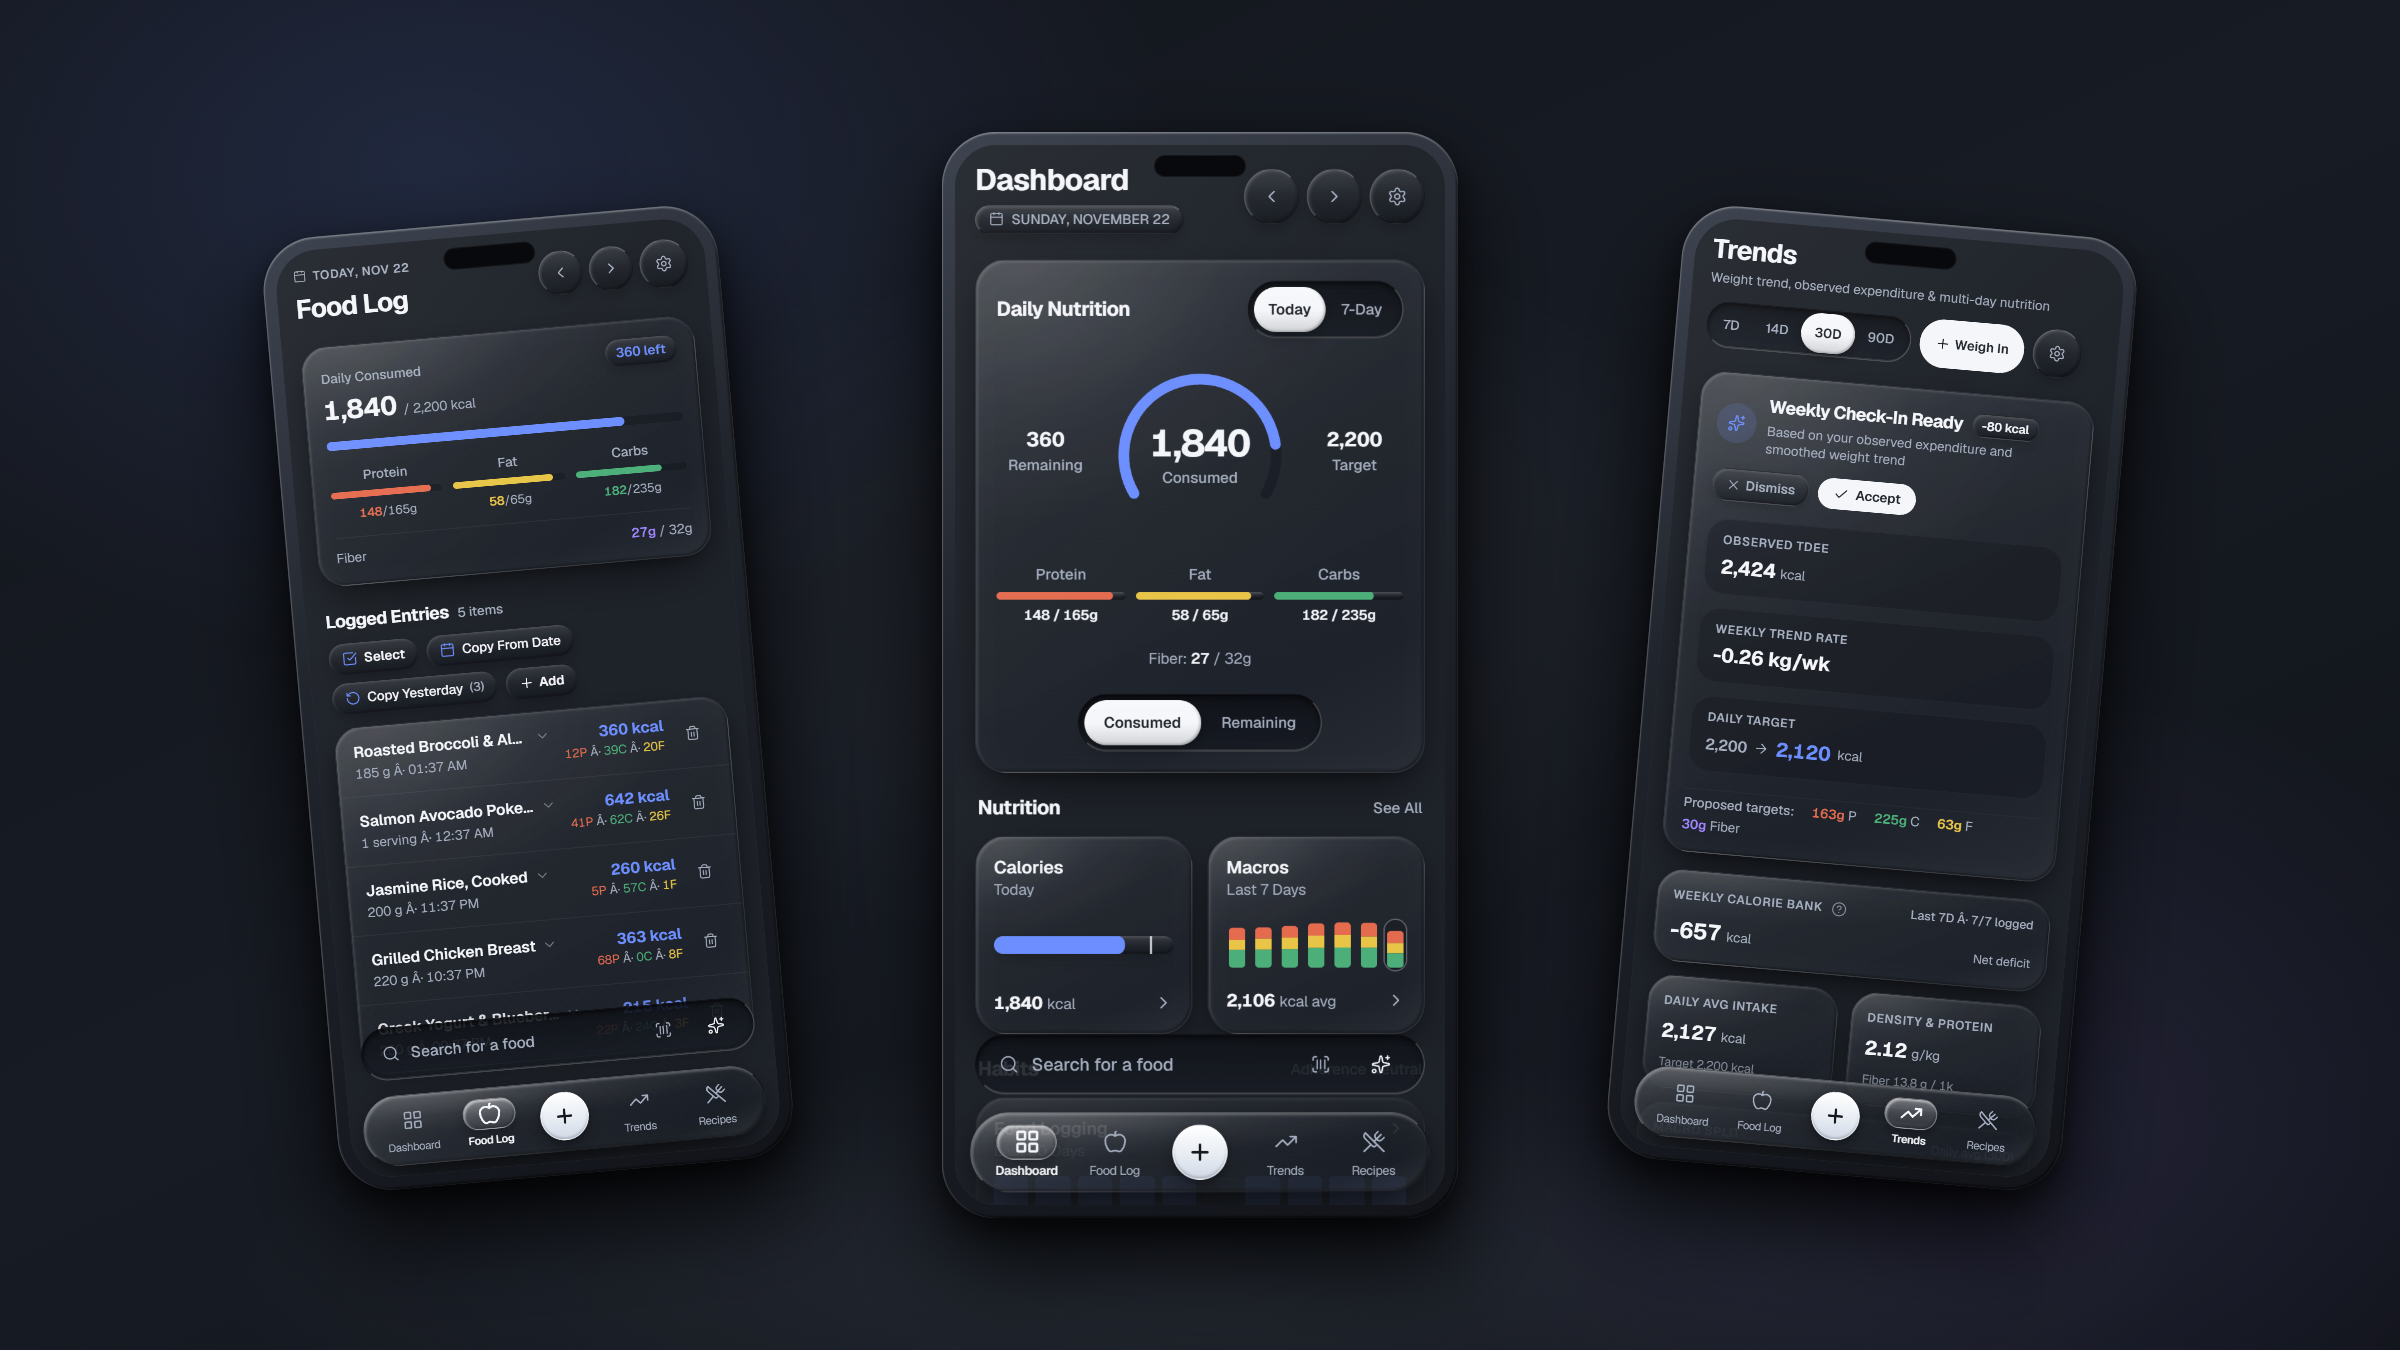 TODAY, NOV 22
Food Log
360 left
Daily Consumed
1,840 / 2,200 kcal
Protein Fat Carbs
148/165g 58/65g 182/235g
Fiber 27g / 32g
Logged Entries 5 items
Select Copy From Date
Copy Yesterday (3) + Add
Roasted Broccoli & Al... 360 kcal
185 g Â· 01:37 AM 12P Â· 39C Â· 20F
Salmon Avocado Poke... 642 kcal
1 serving Â· 12:37 AM 41P Â· 62C Â· 26F
Jasmine Rice, Cooked 260 kcal
200 g Â· 11:37 PM 5P Â· 57C Â· 1F
Grilled Chicken Breast 363 kcal
220 g Â· 10:37 PM 68P Â· 0C Â· 8F
Greek Yogurt & Blueber... 215 kcal
Search for a food
Dashboard Food Log + Trends Recipes
Dashboard
SUNDAY, NOVEMBER 22
Daily Nutrition Today 7-Day
360 1,840 2,200
Remaining Consumed Target
Protein Fat Carbs
148 / 165g 58 / 65g 182 / 235g
Fiber: 27 / 32g
Consumed Remaining
Nutrition See All
Calories Macros
Today Last 7 Days
1,840 kcal 2,106 kcal avg
Habits
Search for a food
Food Logging
Dashboard Food Log + Trends Recipes
Trends
Weight trend, observed expenditure & multi-day nutrition
7D 14D 30D 90D + Weigh In
Weekly Check-In Ready -80 kcal
Based on your observed expenditure and
smoothed weight trend
Dismiss Accept
OBSERVED TDEE
2,424 kcal
WEEKLY TREND RATE
-0.26 kg/wk
DAILY TARGET
2,200 → 2,120 kcal
Proposed targets: 163g P 225g C 63g F
30g Fiber
WEEKLY CALORIE BANK ? Last 7D Â· 7/7 logged
-657 kcal
Net deficit
DAILY AVG INTAKE DENSITY & PROTEIN
2,127 kcal 2.12 g/kg
Target 2,200 kcal Fiber 13.8 g / 1k
Dashboard Food Log + Trends Recipes